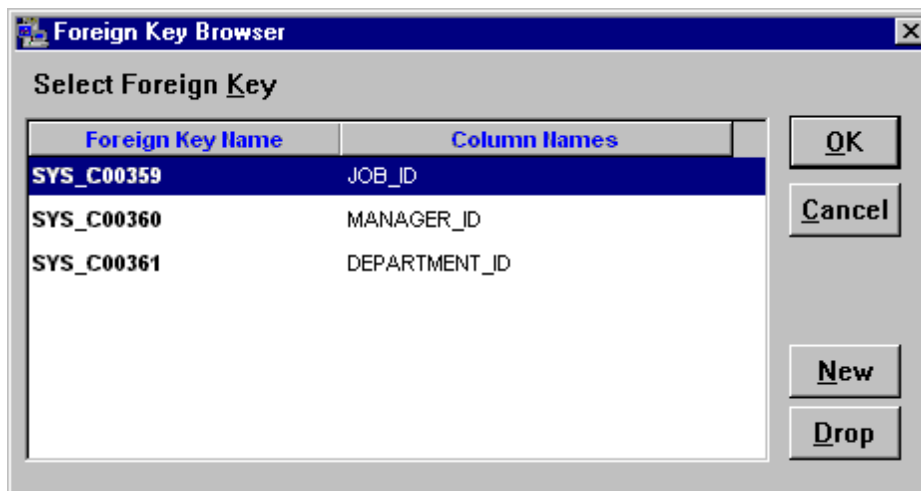 Foreign Key Browser
Select Foreign Key
Foreign Key Name Column Names
SYS_C00359 JOB_ID
SYS_C00360 MANAGER_ID
SYS_C00361 DEPARTMENT_ID
OK
Cancel
New
Drop